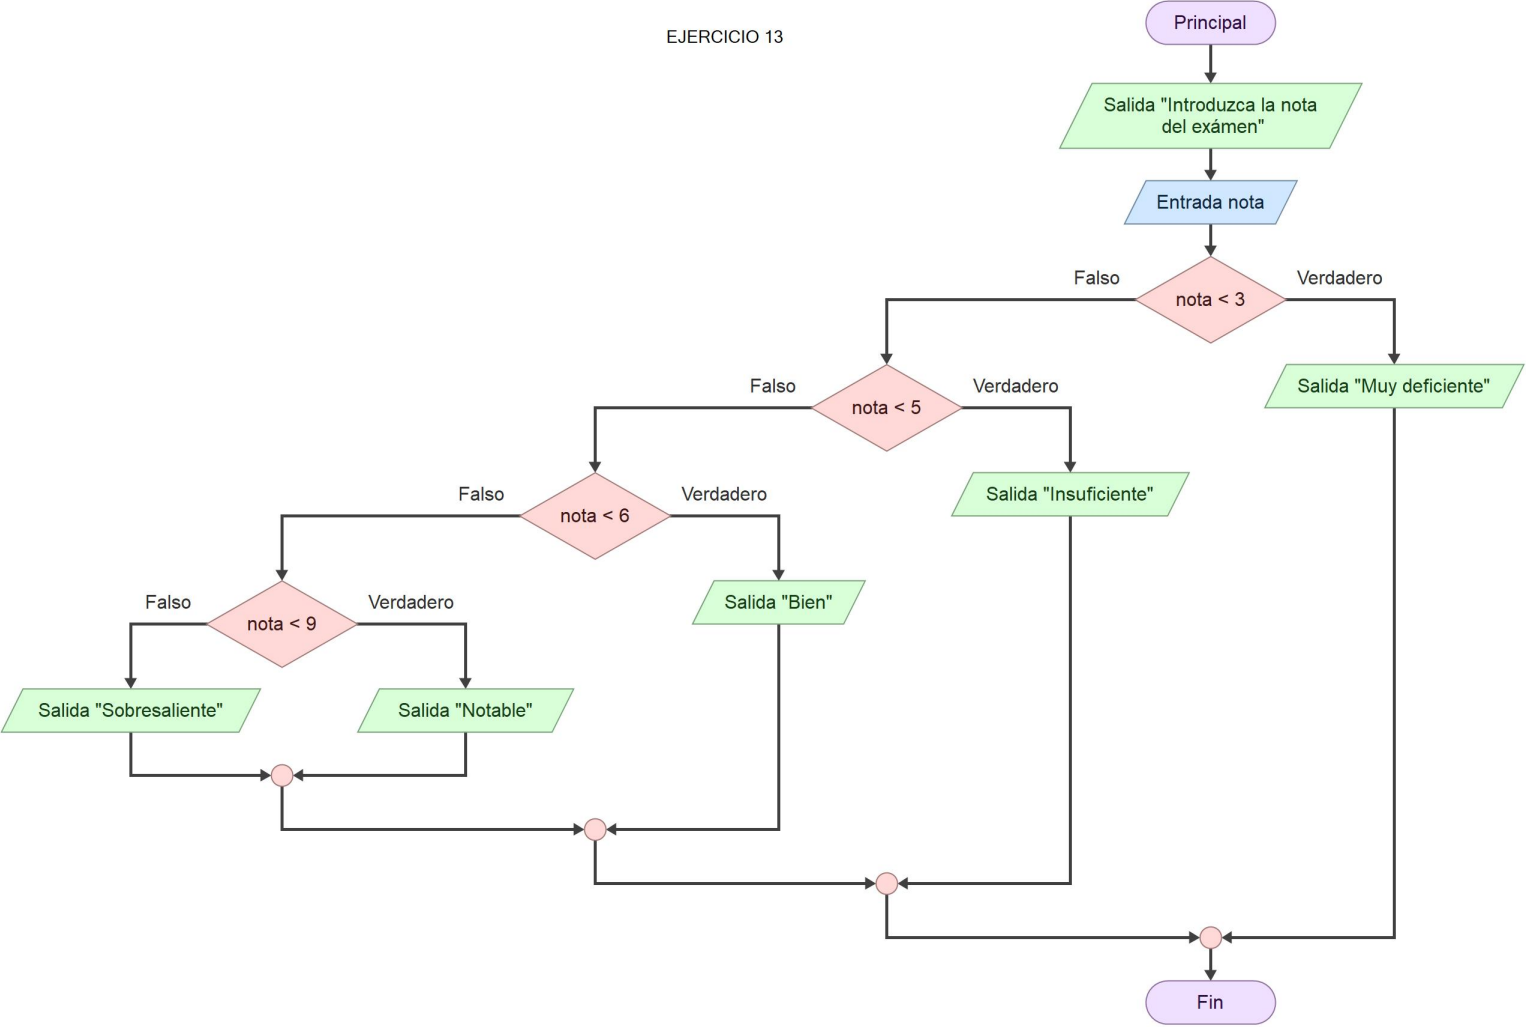 EJERCICIO 13
Principal
Salida "Introduzca la nota
del exámen"
Entrada nota
Falso
Verdadero
nota < 3
Falso
Verdadero
Salida "Muy deficiente"
nota < 5
Falso
Verdadero
Salida "Insuficiente"
nota < 6
Falso
Verdadero
Salida "Bien"
nota < 9
Salida "Sobresaliente"
Salida "Notable"
Fin